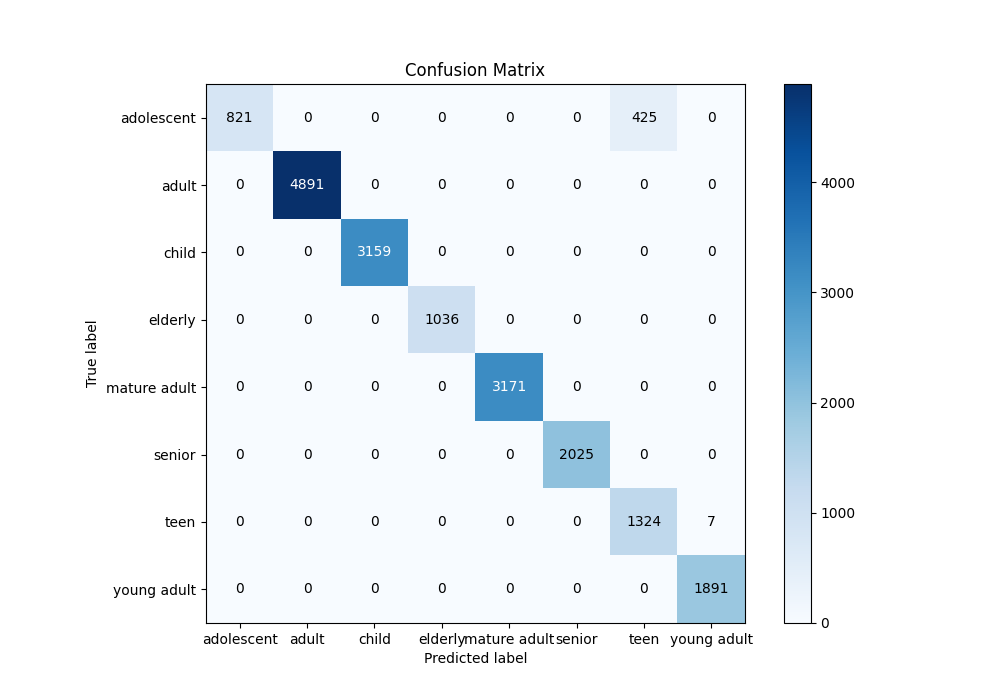 Confusion Matrix
adolescent 821 0 0 0 0 0 425 0
adult 0 4891 0 0 0 0 0 0
child 0 0 3159 0 0 0 0 0
elderly 0 0 0 1036 0 0 0 0
mature adult 0 0 0 0 3171 0 0 0
senior 0 0 0 0 0 2025 0 0
teen 0 0 0 0 0 0 1324 7
young adult 0 0 0 0 0 0 0 1891
adolescent adult child elderly mature adult senior teen young adult
Predicted label
True label
4000
3000
2000
1000
0